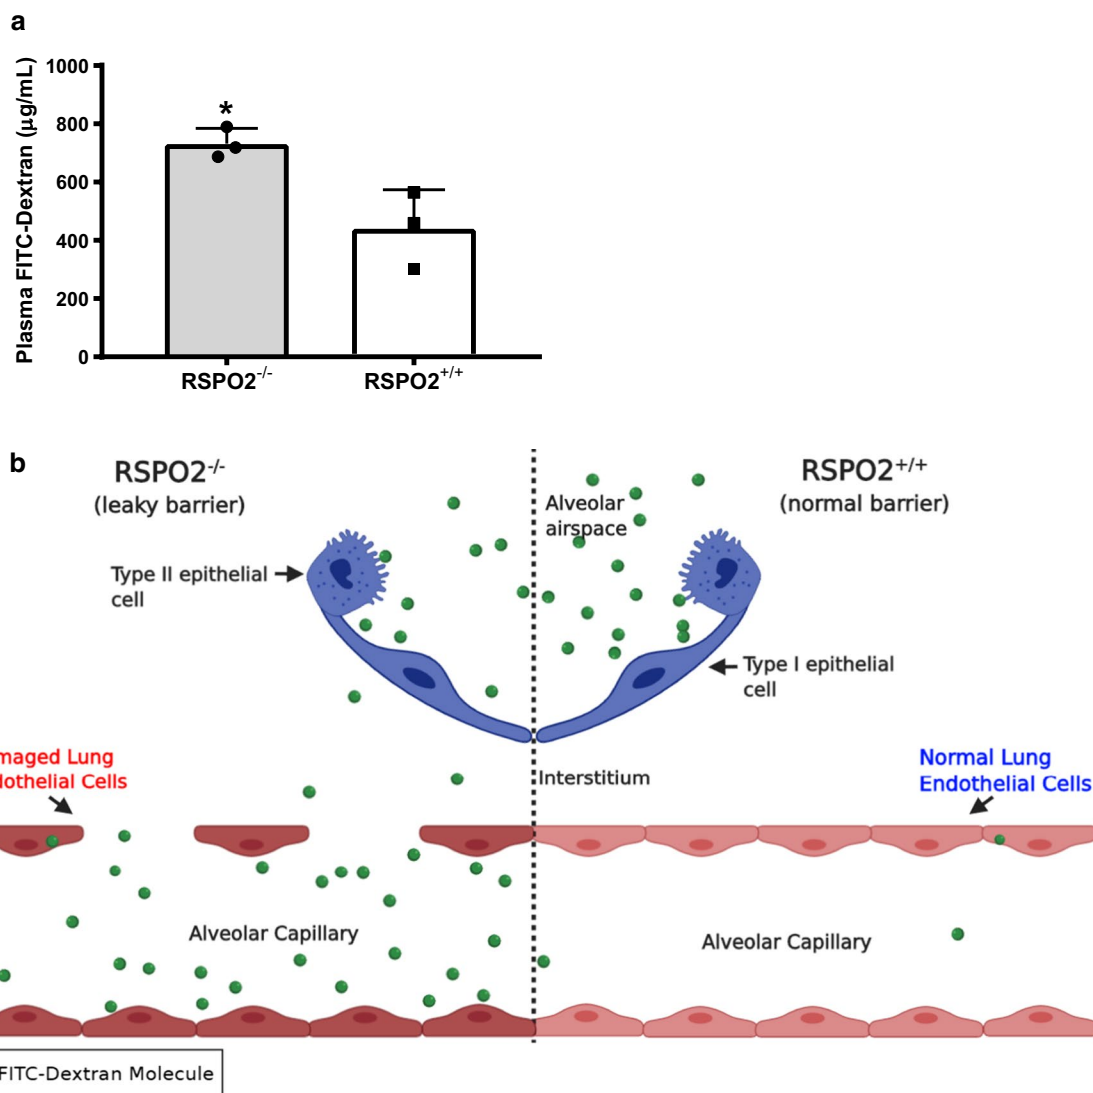 a
Plasma FITC-Dextran (µg/mL)
1000
800
600
400
200
0
*
RSPO2-/-
RSPO2+/+
b
RSPO2-/-
(leaky barrier)
RSPO2+/+
(normal barrier)
Alveolar
airspace
Type II epithelial
cell
Type I epithelial
cell
maged Lung
othelial Cells
Interstitium
Normal Lung
Endothelial Cells
Alveolar Capillary
Alveolar Capillary
FITC-Dextran Molecule